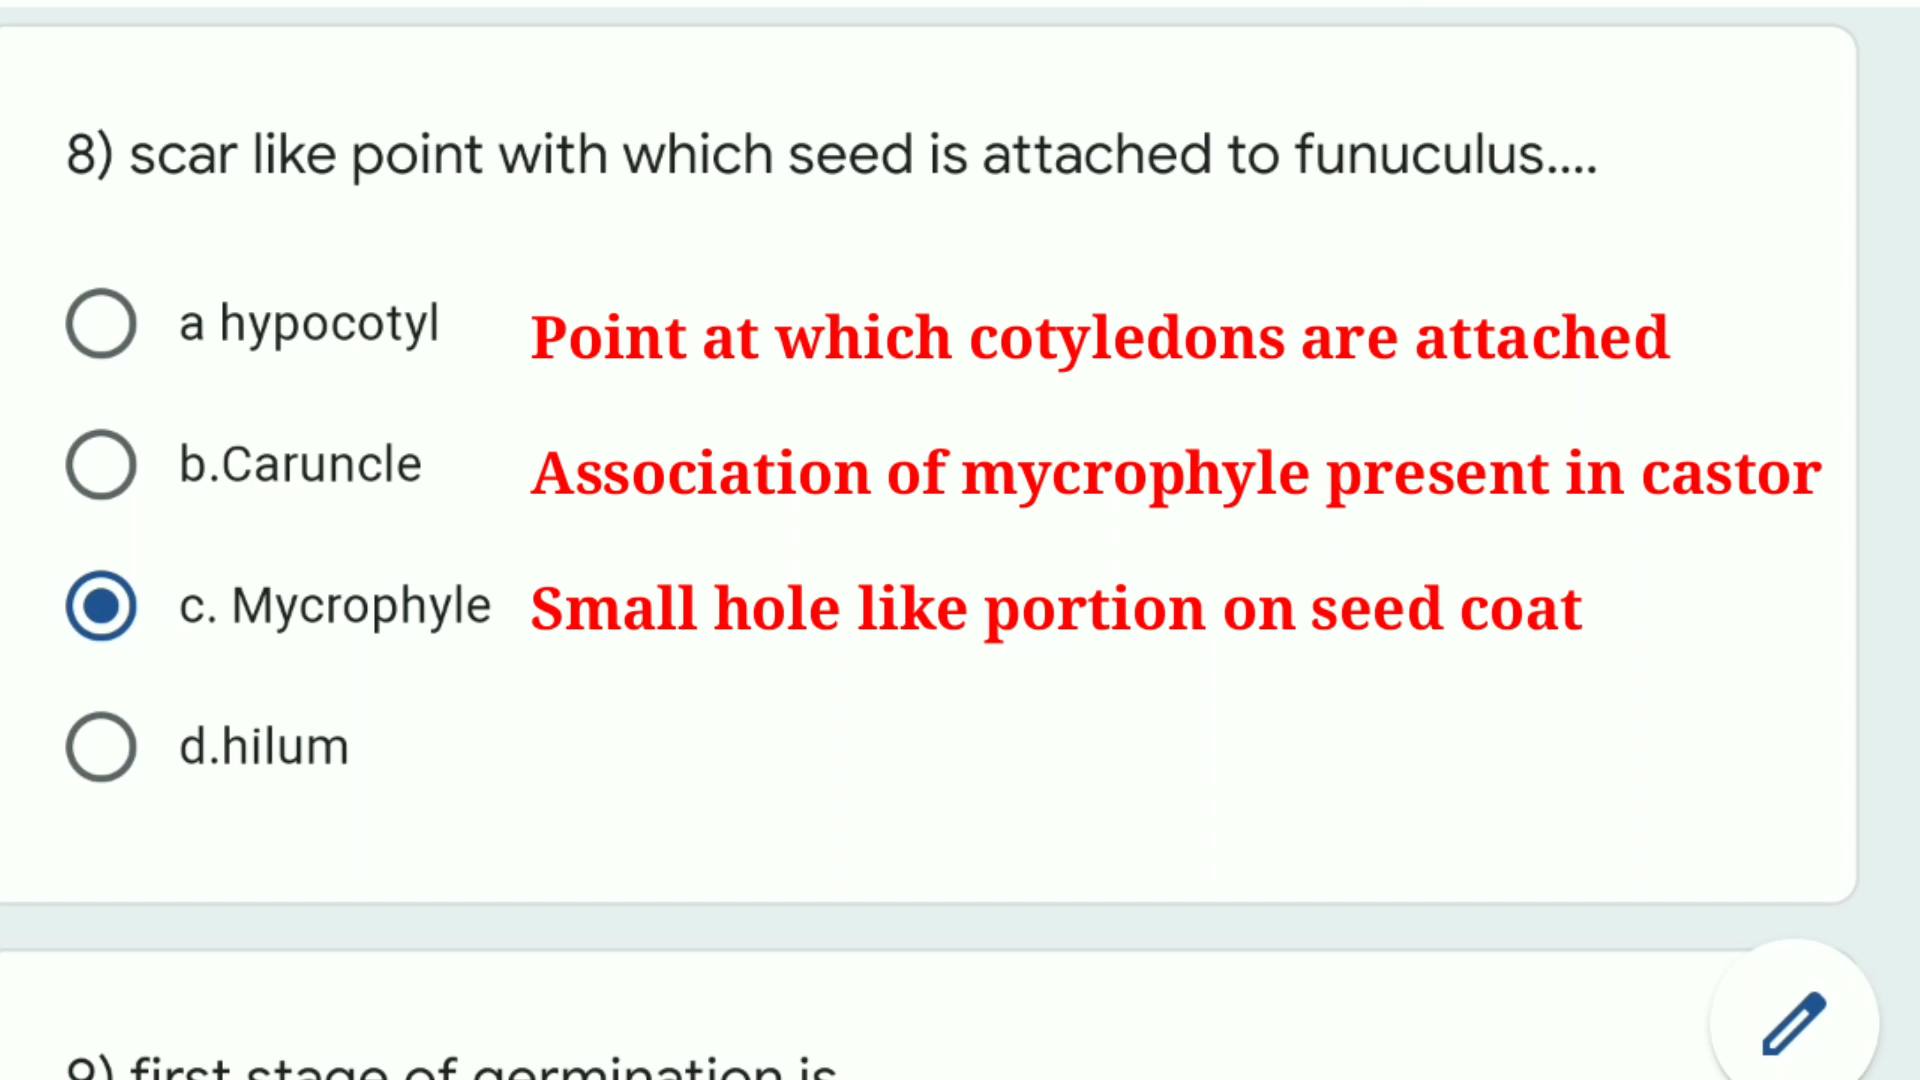 8) scar like point with which seed is attached to funuculus....
a hypocotyl Point at which cotyledons are attached
b.Caruncle Association of mycrophyle present in castor
c. Mycrophyle Small hole like portion on seed coat
d.hilum
9) first stage of germination is